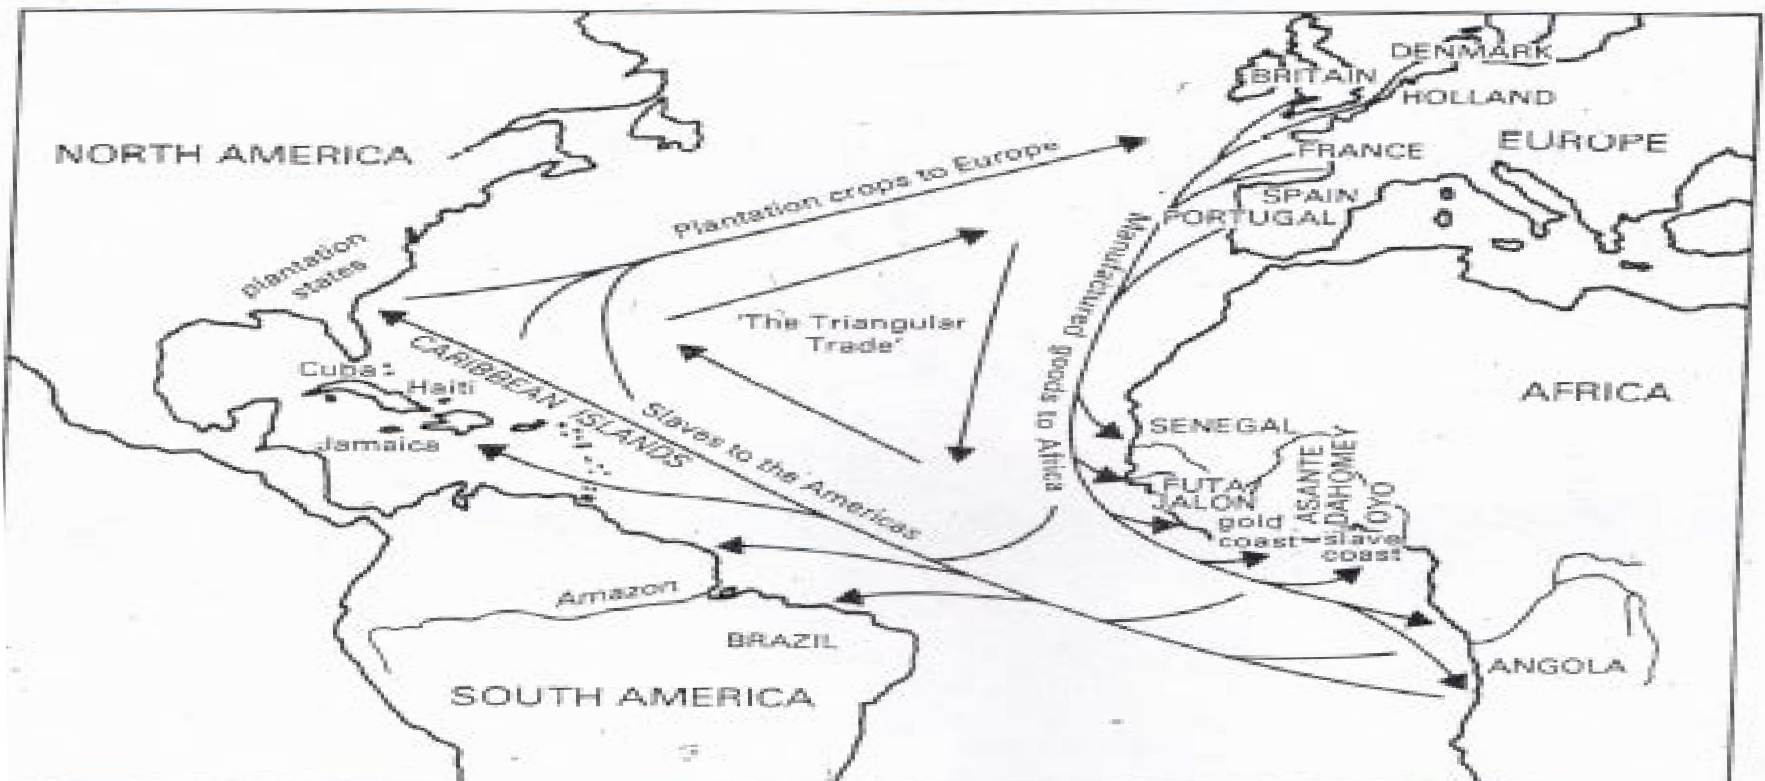 DENMARK
BRITAIN
HOLLAND
NORTH AMERICA
EUROPE
FRANCE
Plantation crops to Europe
SPAIN
PORTUGAL
plantation
states
Manufactured goods to Africa
'The Triangular
Trade'
CARIBBEAN ISLANDS
Cuba
Haiti
AFRICA
Slaves to the Americas
Jamaica
SENEGAL
FUTA
JALON
ASANTE
DAHOMEY
OYO
gold
coast
slave
coast
Amazon
BRAZIL
ANGOLA
SOUTH AMERICA